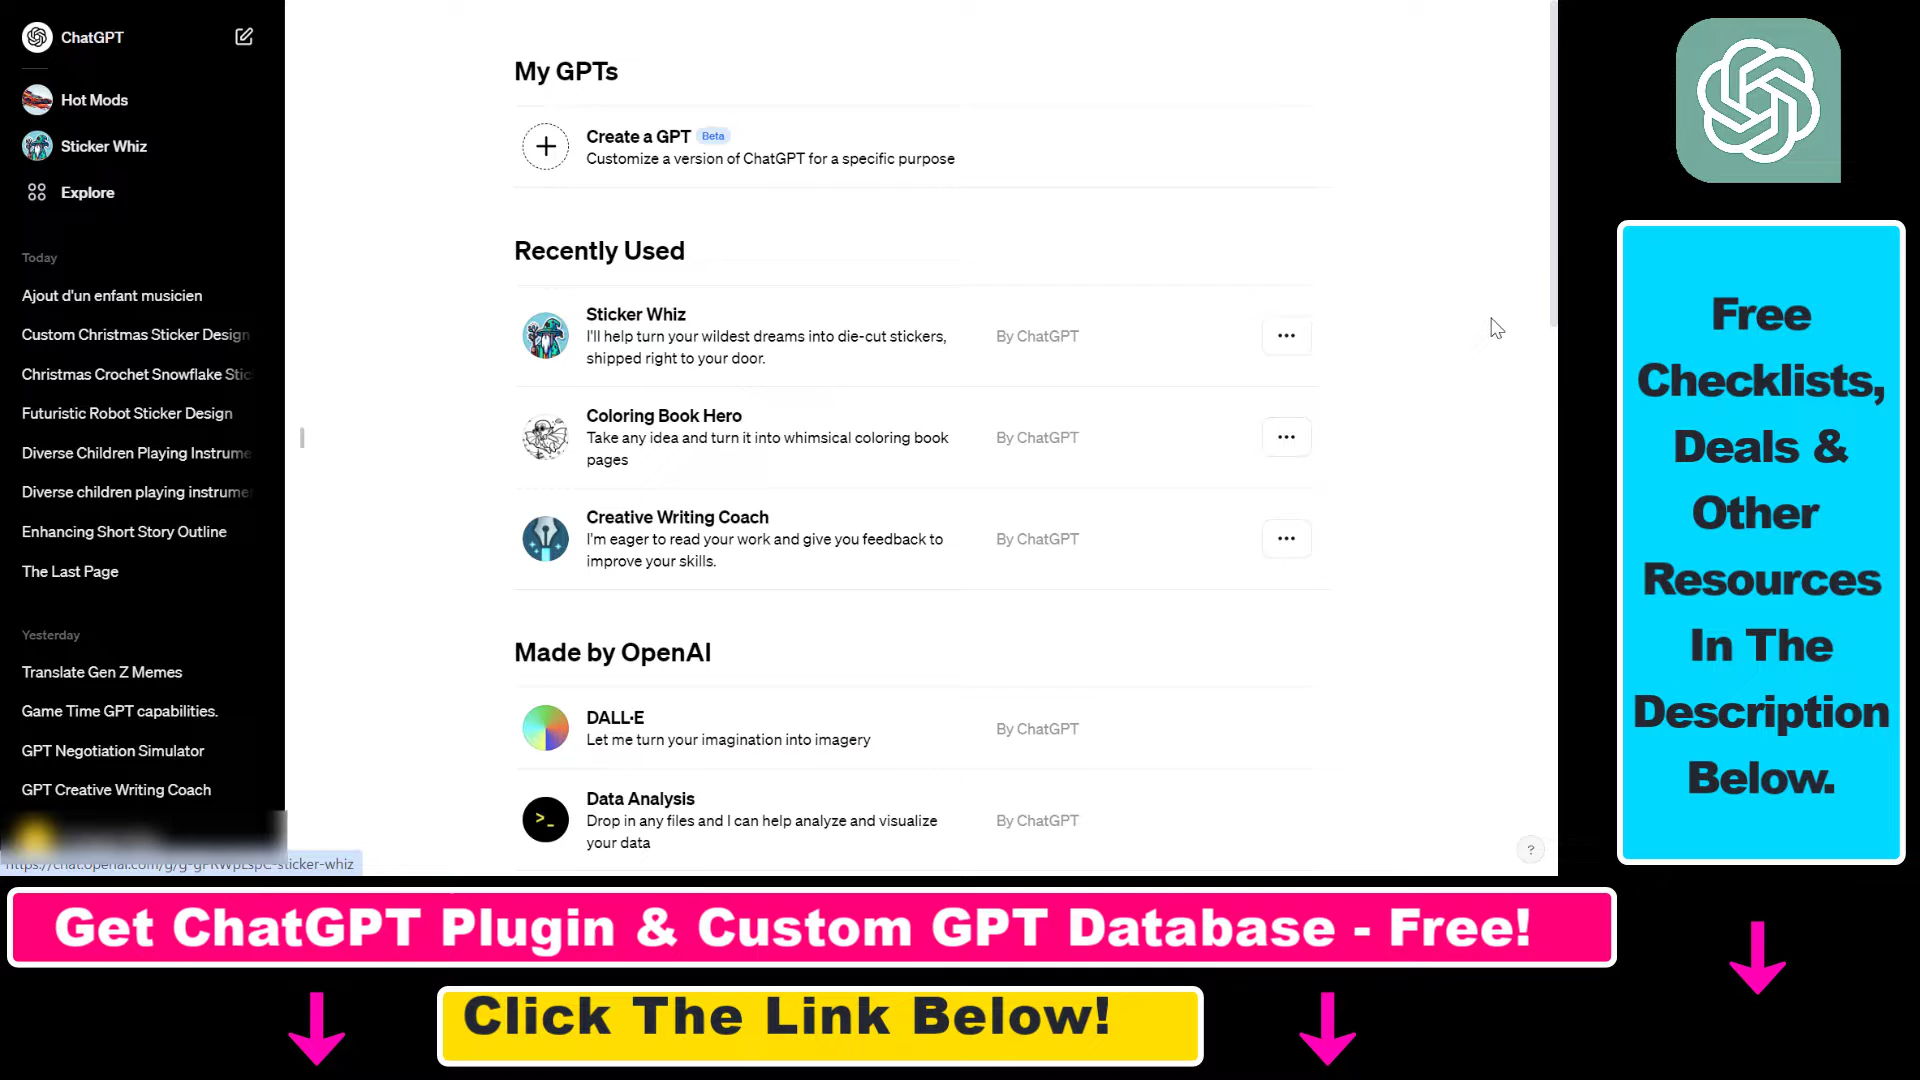 ChatGPT
Hot Mods
Sticker Whiz
Explore
Today
Ajout d'un enfant musicien
Custom Christmas Sticker Design
Christmas Crochet Snowflake Stic
Futuristic Robot Sticker Design
Diverse Children Playing Instrume
Diverse children playing instrume
Enhancing Short Story Outline
The Last Page
Yesterday
Translate Gen Z Memes
Game Time GPT capabilities.
GPT Negotiation Simulator
GPT Creative Writing Coach
My GPTs
Create a GPT Beta
Customize a version of ChatGPT for a specific purpose
Recently Used
Sticker Whiz
I'll help turn your wildest dreams into die-cut stickers,
shipped right to your door.
By ChatGPT
Coloring Book Hero
Take any idea and turn it into whimsical coloring book
pages
By ChatGPT
Creative Writing Coach
I'm eager to read your work and give you feedback to
improve your skills.
By ChatGPT
Made by OpenAI
DALL·E
Let me turn your imagination into imagery
By ChatGPT
Data Analysis
Drop in any files and I can help analyze and visualize
your data
By ChatGPT
?
Free
Checklists,
Deals &
Other
Resources
In The
Description
Below.
Get ChatGPT Plugin & Custom GPT Database - Free!
Click The Link Below!